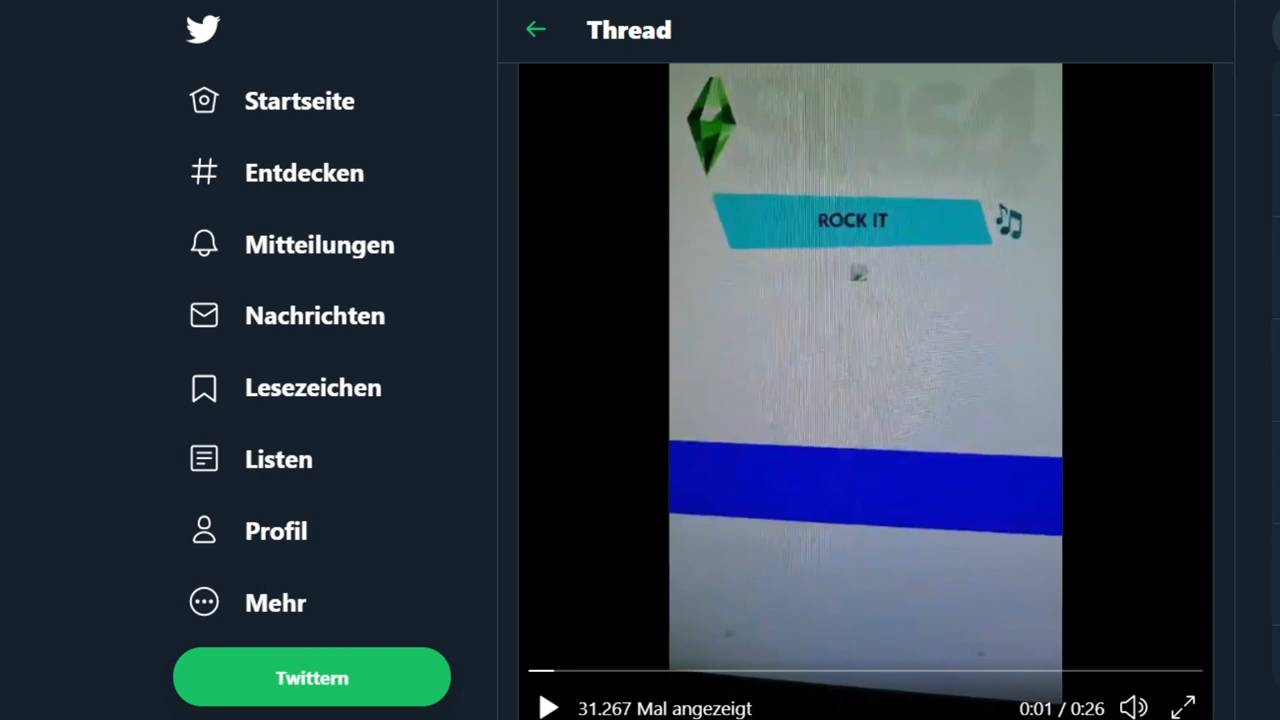 Thread
Startseite
Entdecken
Mitteilungen
Nachrichten
Lesezeichen
Listen
Profil
Mehr
Twittern
ROCK IT
31.267 Mal angezeigt
0:01 / 0:26